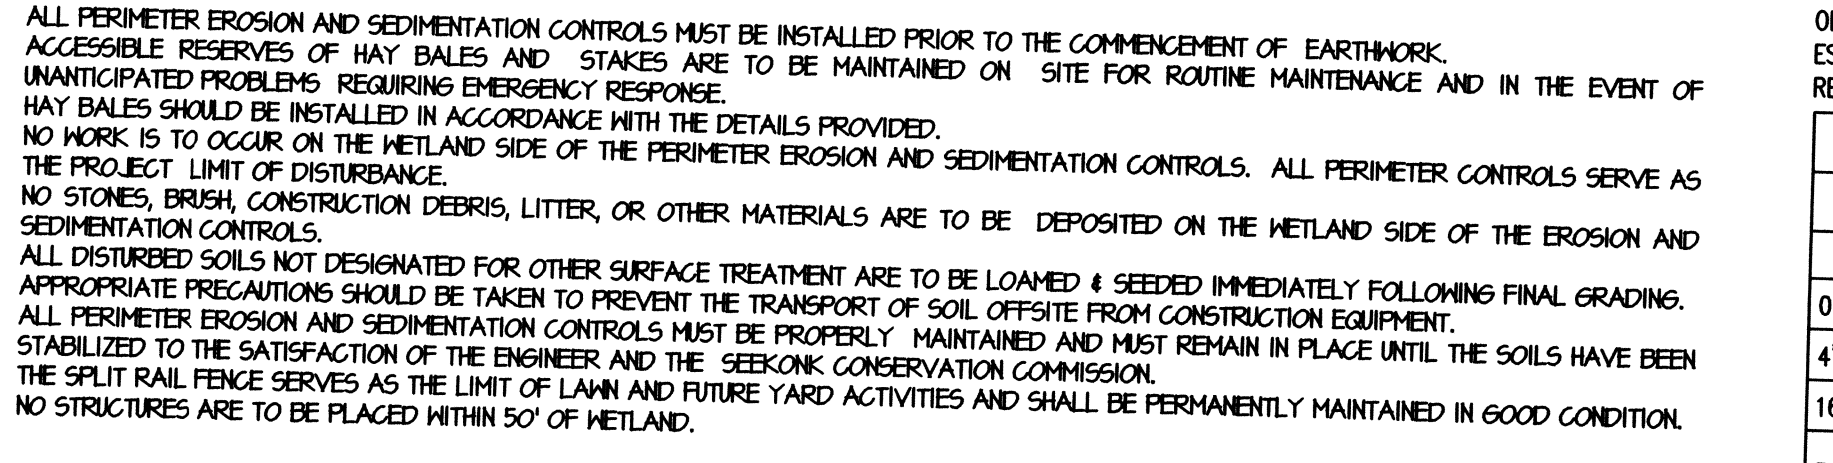 ALL PERIMETER EROSION AND SEDIMENTATION CONTROLS MUST BE INSTALLED PRIOR TO THE COMMENCEMENT OF EARTHWORK.
ACCESSIBLE RESERVES OF HAY BALES AND STAKES ARE TO BE MAINTAINED ON SITE FOR ROUTINE MAINTENANCE AND IN THE EVENT OF
UNANTICIPATED PROBLEMS REQUIRING EMERGENCY RESPONSE.
HAY BALES SHOULD BE INSTALLED IN ACCORDANCE WITH THE DETAILS PROVIDED.
NO WORK IS TO OCCUR ON THE WETLAND SIDE OF THE PERIMETER EROSION AND SEDIMENTATION CONTROLS. ALL PERIMETER CONTROLS SERVE AS
THE PROJECT LIMIT OF DISTURBANCE.
NO STONES, BRUSH, CONSTRUCTION DEBRIS, LITTER, OR OTHER MATERIALS ARE TO BE DEPOSITED ON THE WETLAND SIDE OF THE EROSION AND
SEDIMENTATION CONTROLS.
ALL DISTURBED SOILS NOT DESIGNATED FOR OTHER SURFACE TREATMENT ARE TO BE LOAMED & SEEDED IMMEDIATELY FOLLOWING FINAL GRADING.
APPROPRIATE PRECAUTIONS SHOULD BE TAKEN TO PREVENT THE TRANSPORT OF SOIL OFFSITE FROM CONSTRUCTION EQUIPMENT.
ALL PERIMETER EROSION AND SEDIMENTATION CONTROLS MUST BE PROPERLY MAINTAINED AND MUST REMAIN IN PLACE UNTIL THE SOILS HAVE BEEN
STABILIZED TO THE SATISFACTION OF THE ENGINEER AND THE SEEKONK CONSERVATION COMMISSION.
THE SPLIT RAIL FENCE SERVES AS THE LIMIT OF LAWN AND FUTURE YARD ACTIVITIES AND SHALL BE PERMANENTLY MAINTAINED IN GOOD CONDITION.
NO STRUCTURES ARE TO BE PLACED WITHIN 50' OF WETLAND.